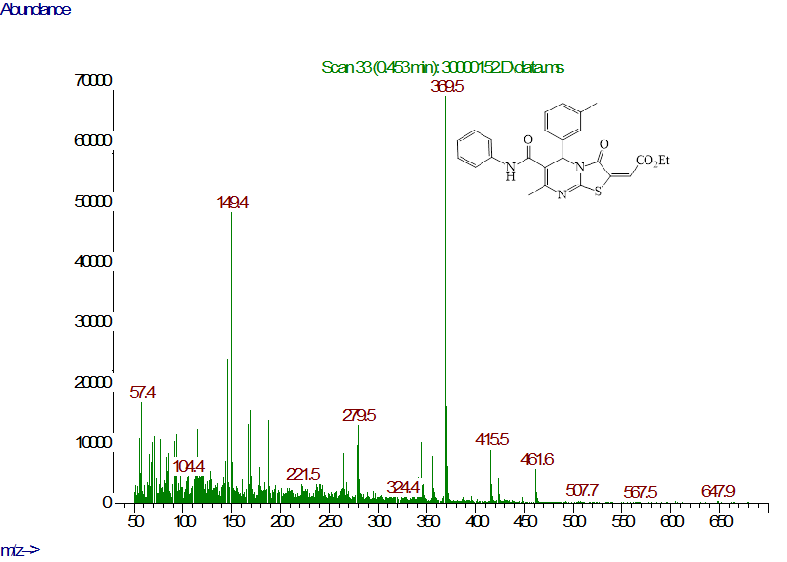 Abundance
Scan 33 (0.453 min): 30000152.D\data.ms
70000
369.5
60000
O
O
N
H
N
CO2Et
N
S
50000
149.4
40000
30000
20000
57.4
279.5
10000
415.5
104.4
221.5
324.4
461.6
507.7
567.5
647.9
0
50 100 150 200 250 300 350 400 450 500 550 600 650
m/z-->